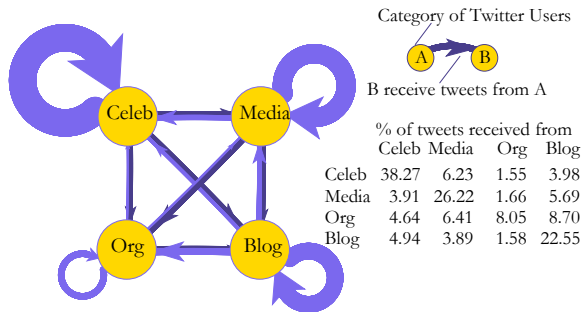 Category of Twitter Users
A
B
B receive tweets from A
Celeb
Media
Org
Blog
% of tweets received from
Celeb Media Org Blog
Celeb 38.27 6.23 1.55 3.98
Media 3.91 26.22 1.66 5.69
Org 4.64 6.41 8.05 8.70
Blog 4.94 3.89 1.58 22.55